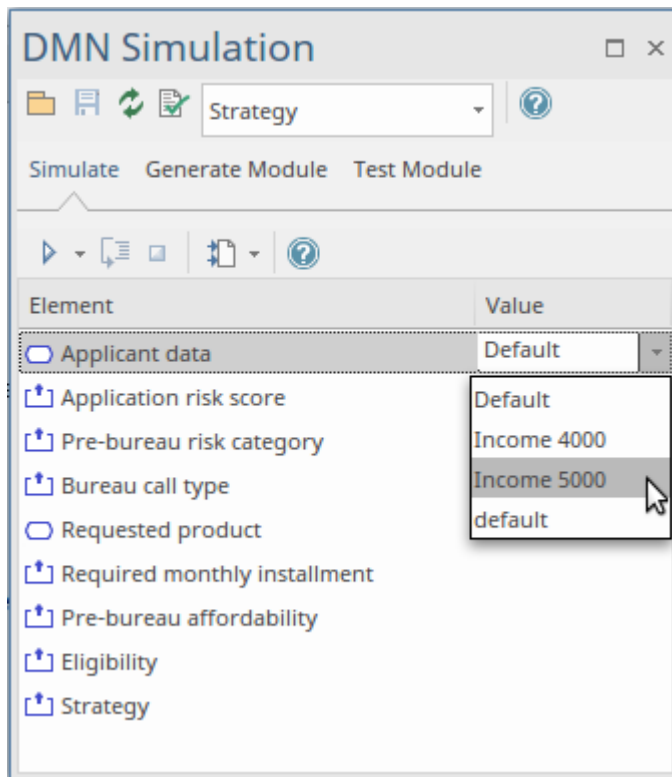 DMN Simulation
Strategy
Simulate Generate Module Test Module
Element Value
Applicant data Default
Application risk score Default
Pre-bureau risk category Income 4000
Bureau call type Income 5000
Requested product default
Required monthly installment
Pre-bureau affordability
Eligibility
Strategy